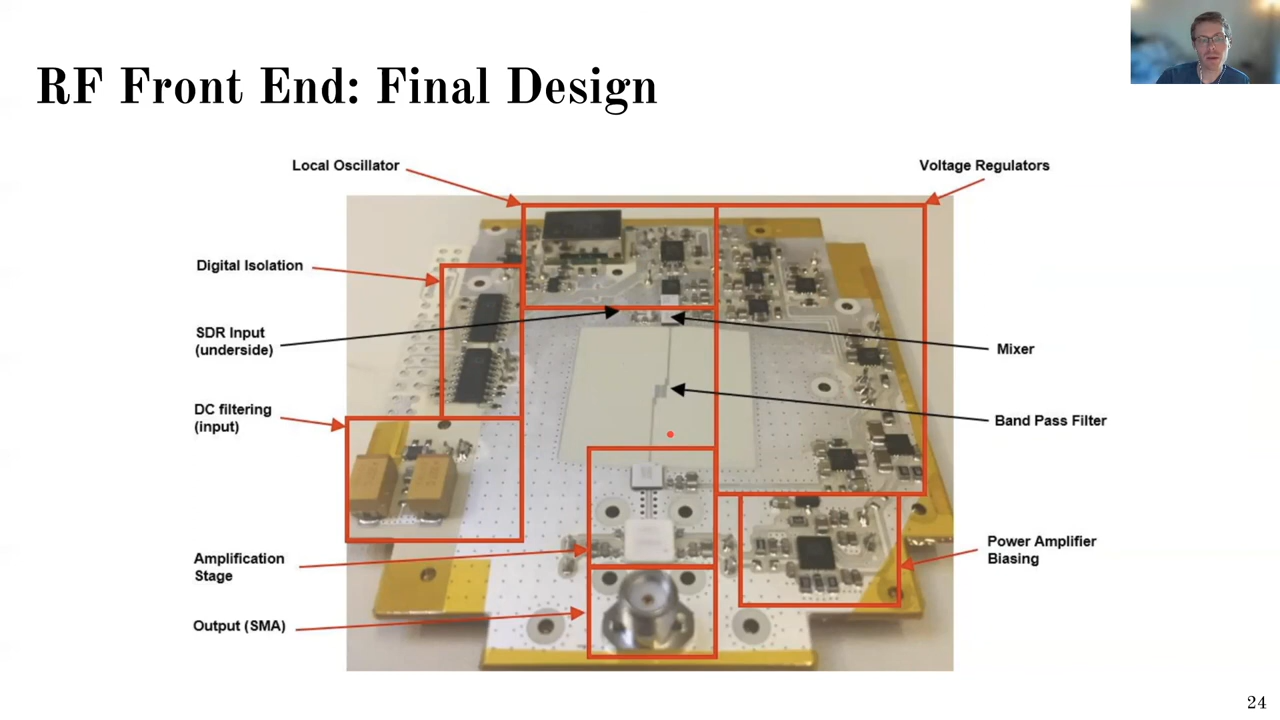 RF Front End: Final Design
Local Oscillator
Voltage Regulators
Digital Isolation
SDR Input
(underside)
Mixer
DC filtering
(input)
Band Pass Filter
Amplification
Stage
Power Amplifier
Biasing
Output (SMA)
24